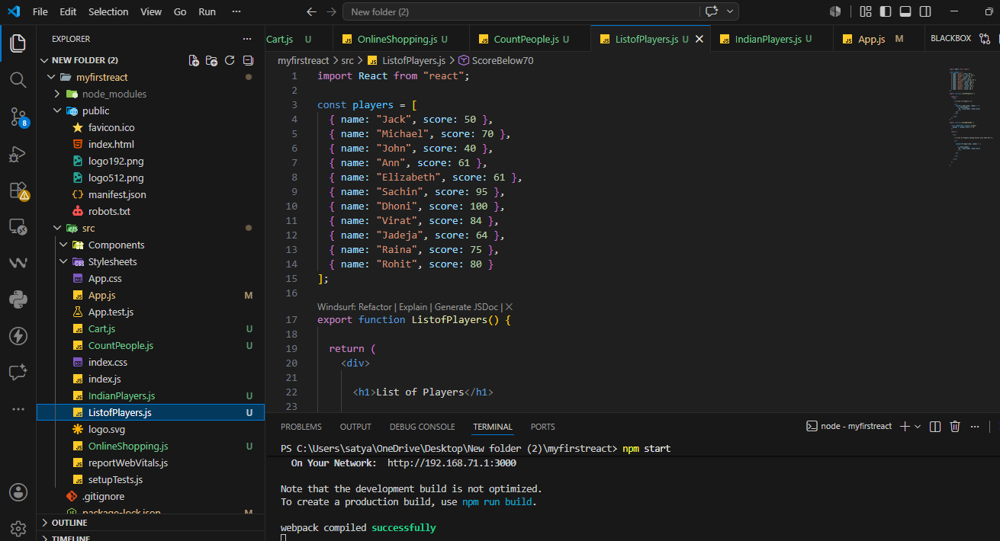 File Edit Selection View Go Run ··· New folder (2)
EXPLORER ···
NEW FOLDER (2)
myfirstreact
node_modules
public
favicon.ico
index.html
logo192.png
logo512.png
manifest.json
robots.txt
src
Components
Stylesheets
App.css
App.js M
App.test.js
Cart.js U
CountPeople.js U
index.css
index.js
IndianPlayers.js U
ListofPlayers.js U
logo.svg
OnlineShopping.js U
reportWebVitals.js
setupTests.js
.gitignore
package-lock.json M
OUTLINE
TIMELINE
8
Cart.js U OnlineShopping.js U CountPeople.js U ListofPlayers.js U IndianPlayers.js U App.js M BLACKBOX
myfirstreact > src > ListofPlayers.js > ScoreBelow70
1 import React from "react";
2
3 const players = [
4 { name: "Jack", score: 50 },
5 { name: "Michael", score: 70 },
6 { name: "John", score: 40 },
7 { name: "Ann", score: 61 },
8 { name: "Elizabeth", score: 61 },
9 { name: "Sachin", score: 95 },
10 { name: "Dhoni", score: 100 },
11 { name: "Virat", score: 84 },
12 { name: "Jadeja", score: 64 },
13 { name: "Raina", score: 75 },
14 { name: "Rohit", score: 80 }
15 ];
16
Windsurf: Refactor | Explain | Generate JSDoc | X
17 export function ListofPlayers() {
18
19 return (
20 <div>
21
22 <h1>List of Players</h1>
23
PROBLEMS OUTPUT DEBUG CONSOLE TERMINAL PORTS node - myfirstreact
PS C:\Users\satya\OneDrive\Desktop\New folder (2)\myfirstreact> npm start
On Your Network: http://192.168.71.1:3000
Note that the development build is not optimized.
To create a production build, use npm run build.
webpack compiled successfully